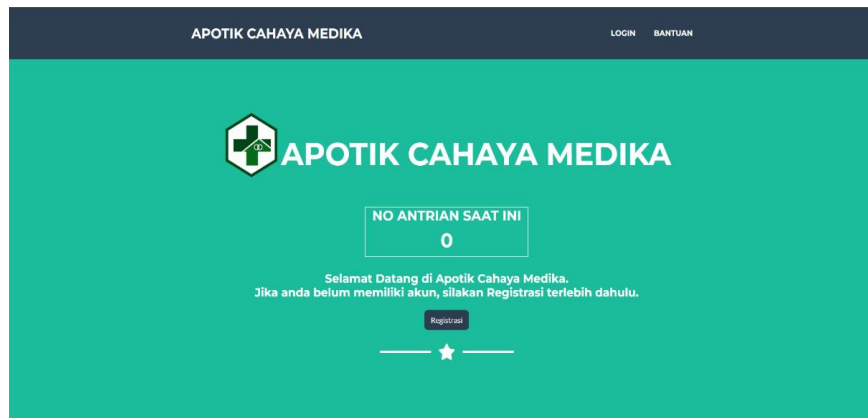 APOTIK CAHAYA MEDIKA
LOGIN BANTUAN
APOTIK CAHAYA MEDIKA
NO ANTRIAN SAAT INI
0
Selamat Datang di Apotik Cahaya Medika.
Jika anda belum memiliki akun, silakan Registrasi terlebih dahulu.
Registrasi